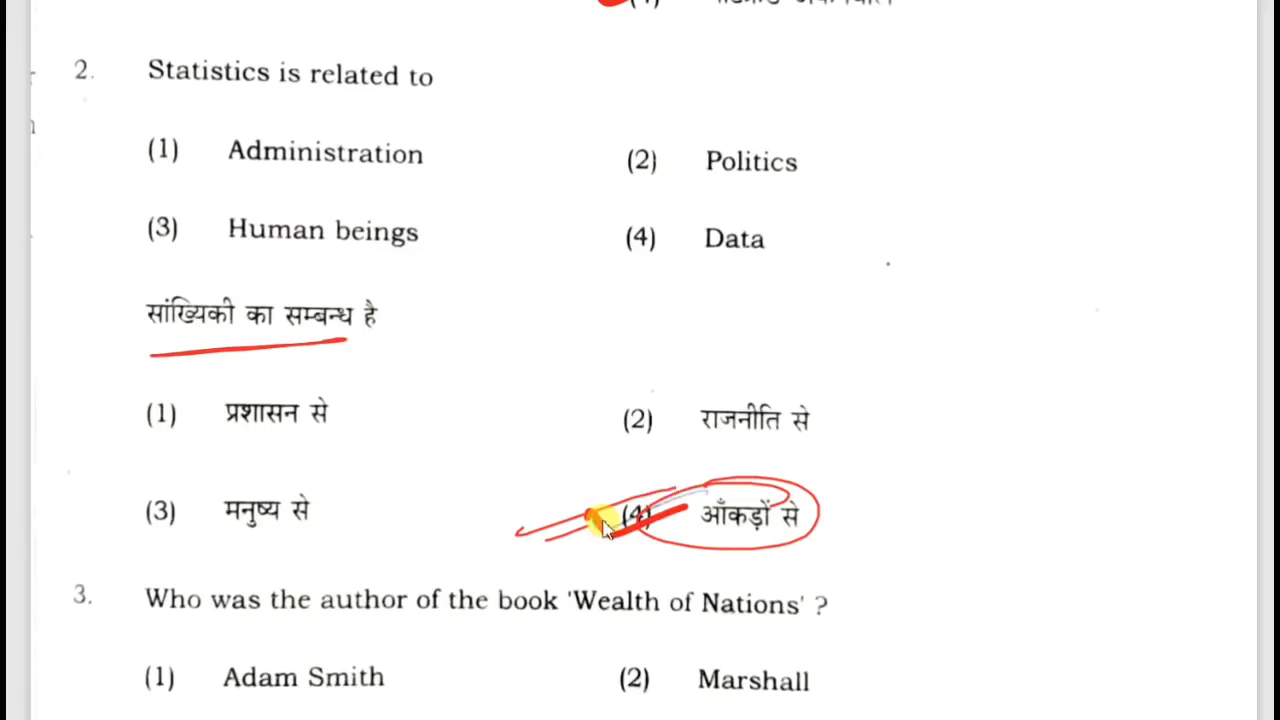 2. Statistics is related to
(1) Administration (2) Politics
(3) Human beings (4) Data
सांख्यिकी का सम्बन्ध है
(1) प्रशासन से (2) राजनीति से
(3) मनुष्य से (4) आँकड़ों से
3. Who was the author of the book 'Wealth of Nations' ?
(1) Adam Smith (2) Marshall